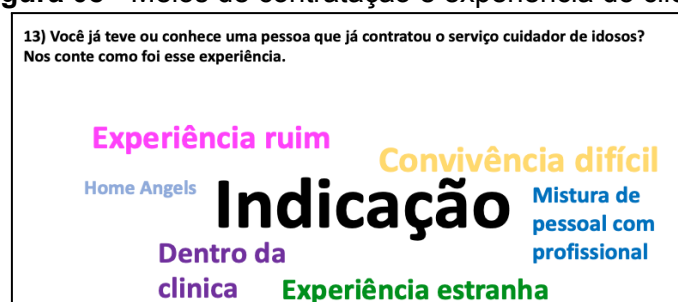 13) Você já teve ou conhece uma pessoa que já contratou o serviço cuidador de idosos?
Nos conte como foi esse experiência.
Experiência ruim
Convivência difícil
Home Angels
Indicação
Mistura de
pessoal com
profissional
Dentro da
clinica
Experiência estranha